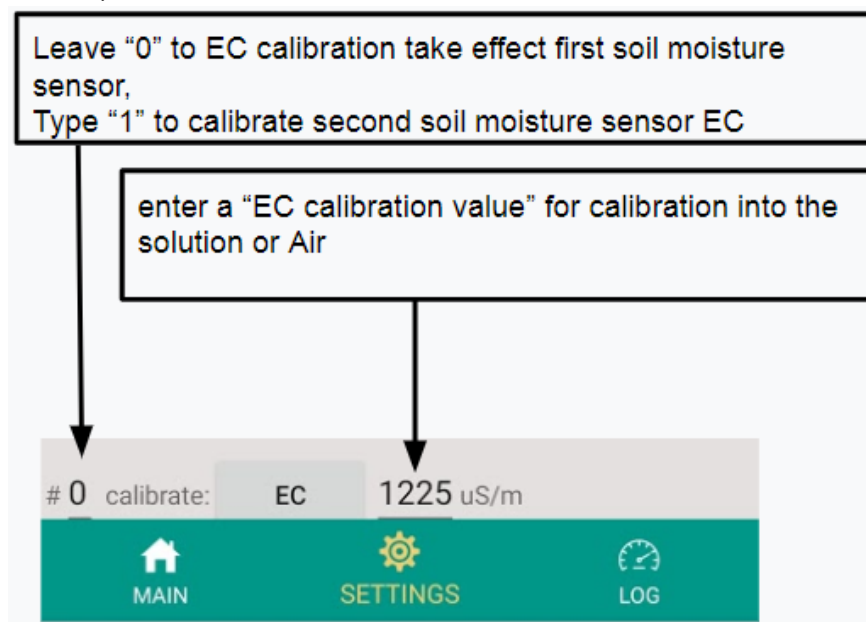 Leave “0” to EC calibration take effect first soil moisture
sensor,
Type “1” to calibrate second soil moisture sensor EC
enter a “EC calibration value” for calibration into the
solution or Air
# 0 calibrate: EC 1225 uS/m
MAIN SETTINGS LOG